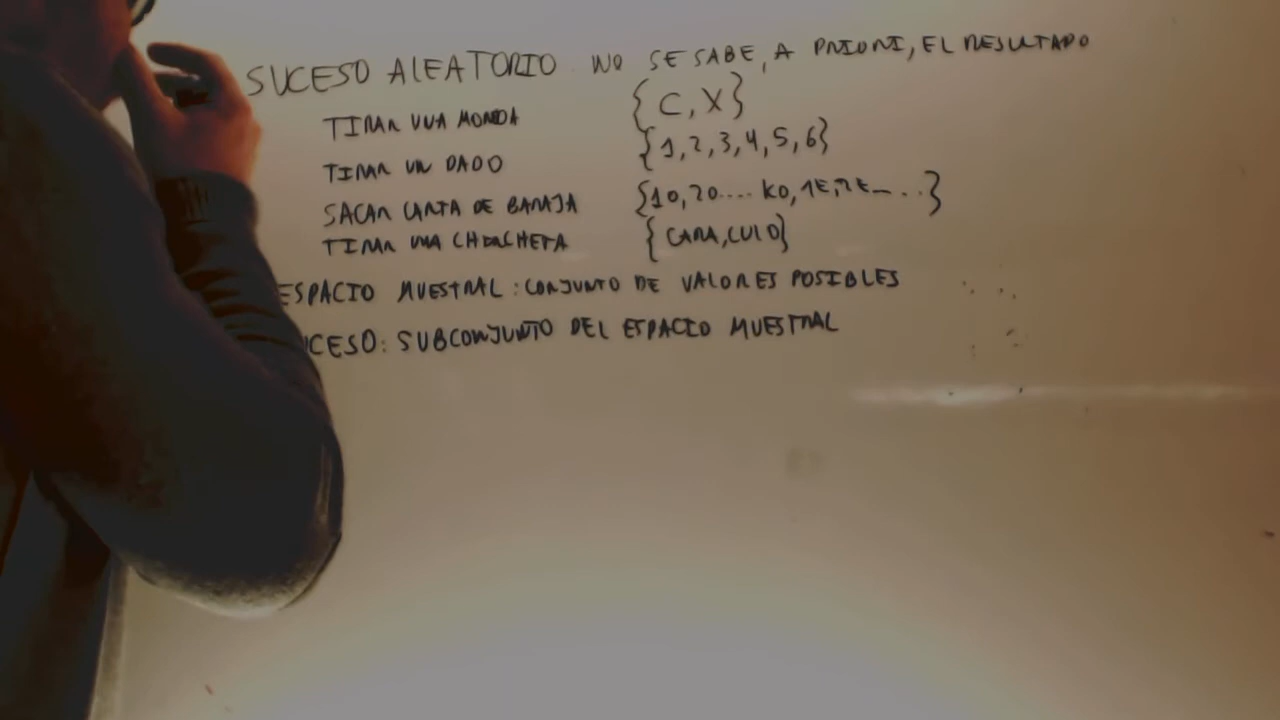 SUCESO ALEATORIO NO SE SABE, A PRIORI, EL RESULTADO
TIRAR UNA MONDA {C, X}
TIRAR UN DADO {1, 2, 3, 4, 5, 6}
SACAR CARTA DE BARAJA {1O, 2O.... KO, 1E, 2E_...}
TIRAR UNA CHINCHETA {CARA, CULO}
ESPACIO MUESTRAL: CONJUNTO DE VALORES POSIBLES
CESO: SUBCONJUNTO DEL ESPACIO MUESTRAL